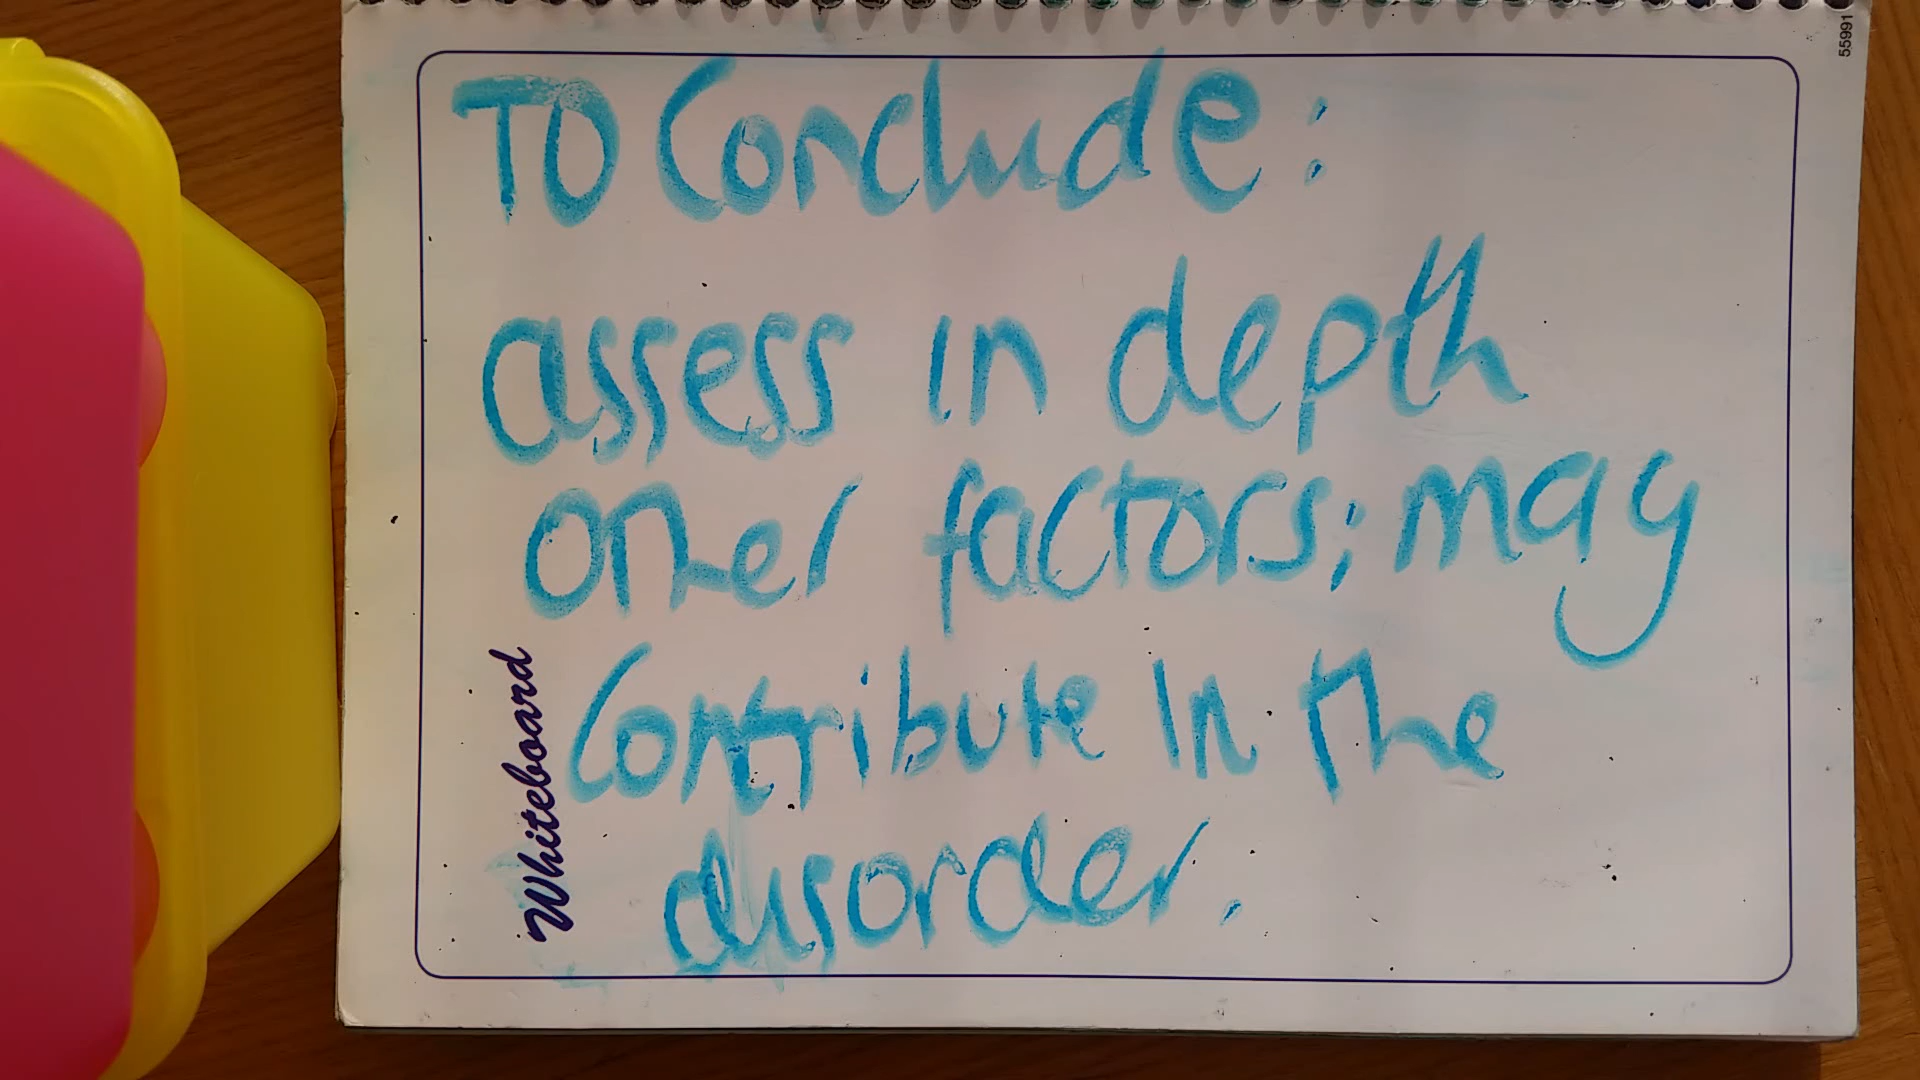 To Conclude:
assess in depth
other factors; may
Contribute in the
disorder.
Whiteboard
55991